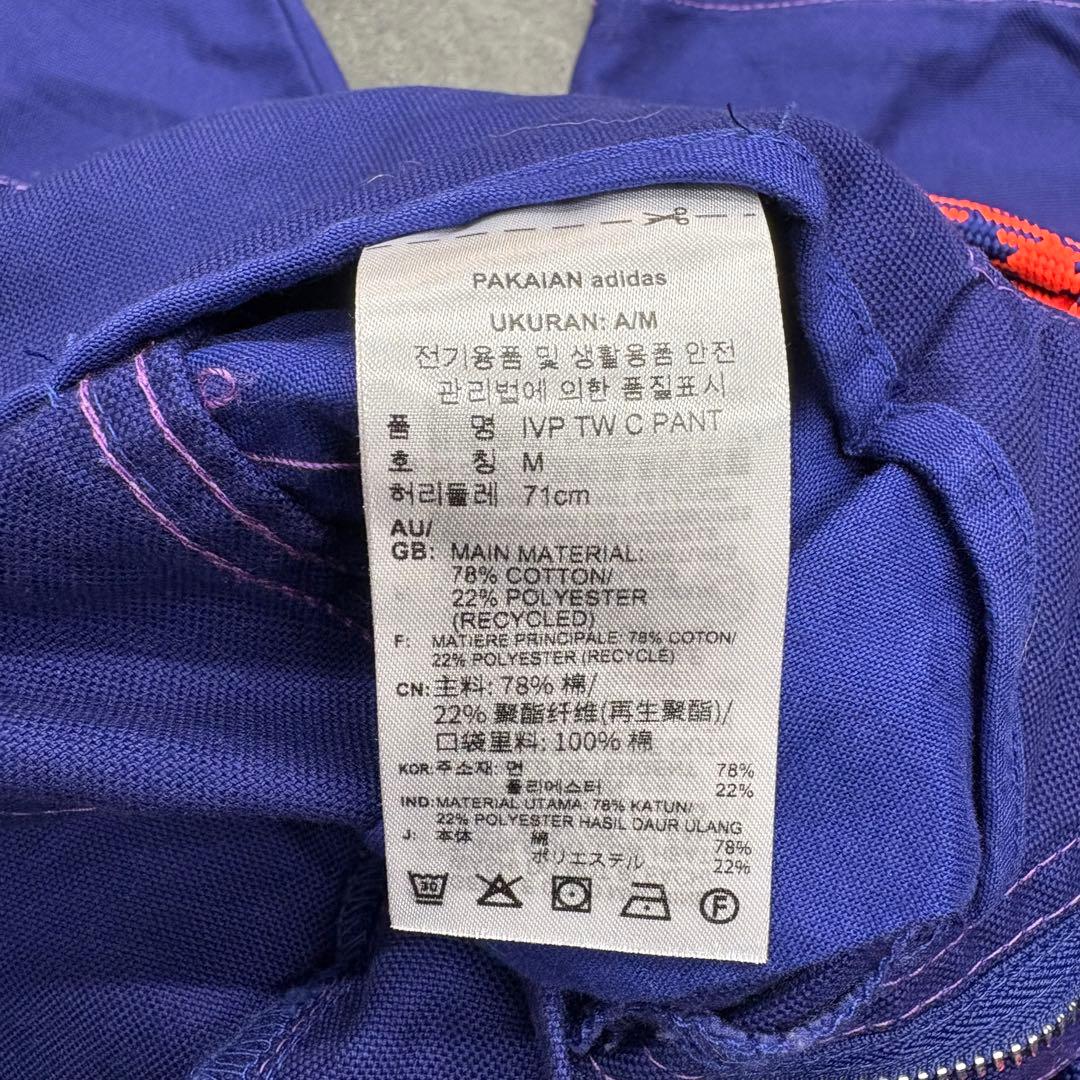 PAKAIAN adidas
UKURAN: A/M
전기용품 및 생활용품 안전
관리법에 의한 품질표시
품 명 IVP TW C PANT
호 칭 M
허리둘레 71cm
AU/
GB: MAIN MATERIAL:
78% COTTON/
22% POLYESTER
(RECYCLED)
F: MATIERE PRINCIPALE: 78% COTON/
22% POLYESTER (RECYCLÉ)
CN: 主料: 78% 棉/
22% 聚酯纤维(再生聚酯)/
口袋里料: 100% 棉
KOR: 주소재: 면 78%
폴리에스터 22%
IND: MATERIAL UTAMA: 78% KATUN/
22% POLYESTER HASIL DAUR ULANG
J: 本体 綿 78%
ポリエステル 22%
30 F